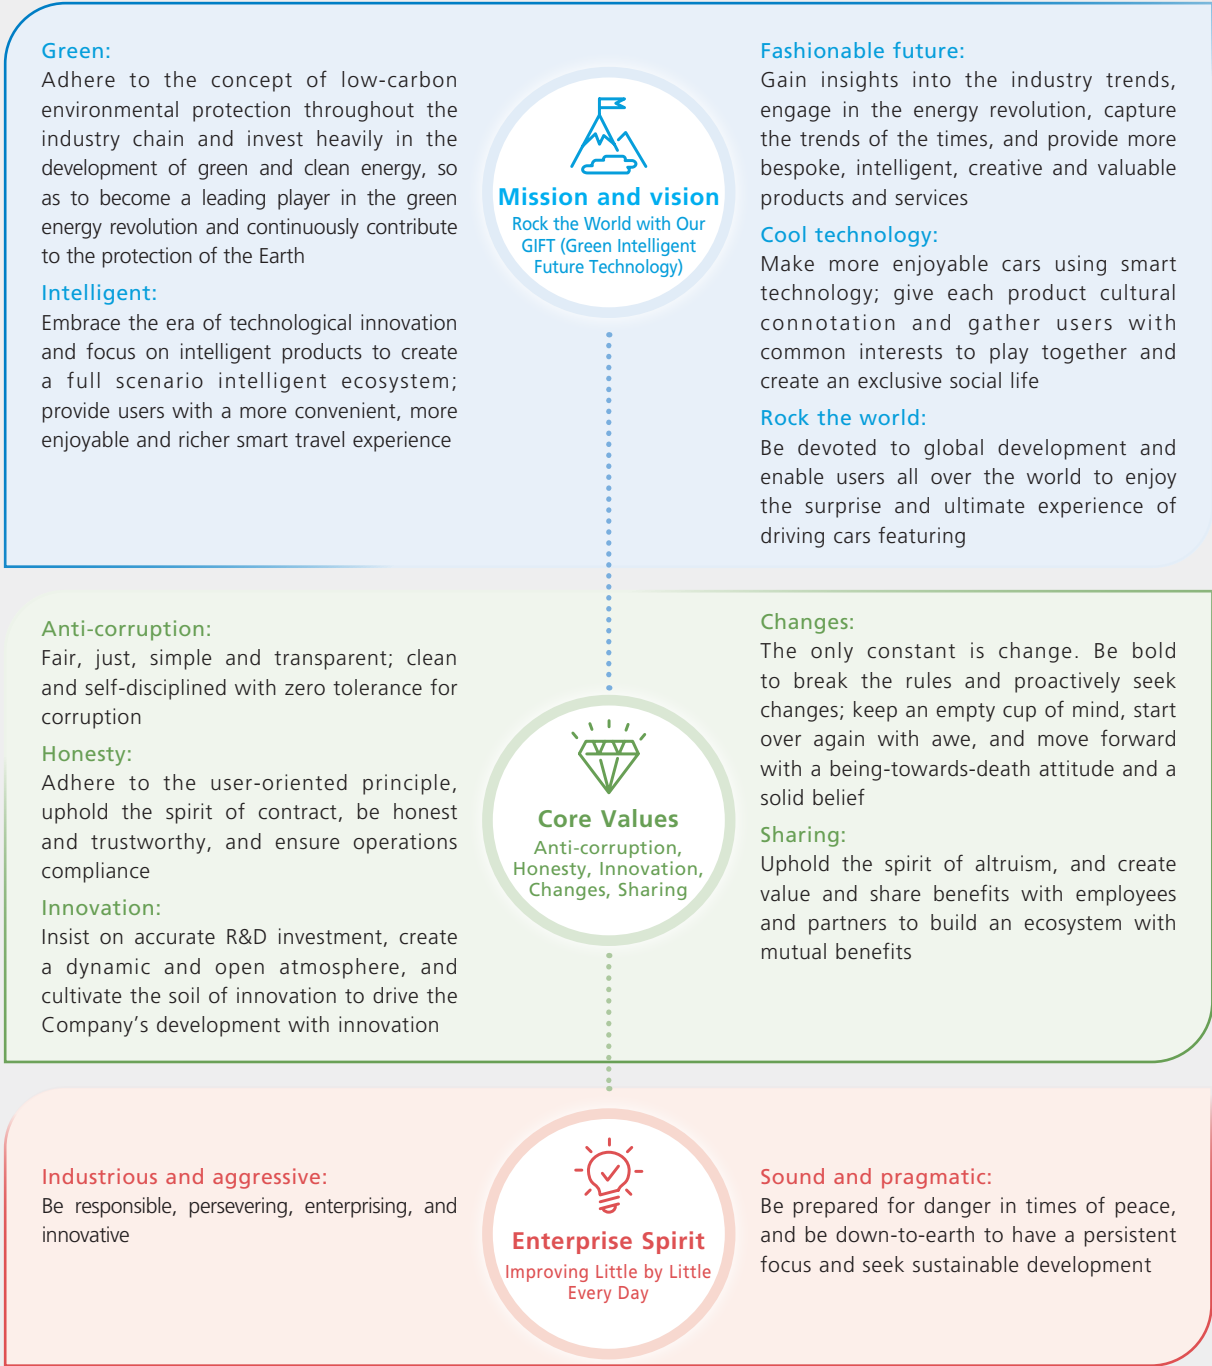 Green:
Adhere to the concept of low-carbon
environmental protection throughout the
industry chain and invest heavily in the
development of green and clean energy, so
as to become a leading player in the green
energy revolution and continuously contribute
to the protection of the Earth
Intelligent:
Embrace the era of technological innovation
and focus on intelligent products to create
a full scenario intelligent ecosystem;
provide users with a more convenient, more
enjoyable and richer smart travel experience
Mission and vision
Rock the World with Our
GIFT (Green Intelligent
Future Technology)
Fashionable future:
Gain insights into the industry trends,
engage in the energy revolution, capture
the trends of the times, and provide more
bespoke, intelligent, creative and valuable
products and services
Cool technology:
Make more enjoyable cars using smart
technology; give each product cultural
connotation and gather users with
common interests to play together and
create an exclusive social life
Rock the world:
Be devoted to global development and
enable users all over the world to enjoy
the surprise and ultimate experience of
driving cars featuring
Anti-corruption:
Fair, just, simple and transparent; clean
and self-disciplined with zero tolerance for
corruption
Honesty:
Adhere to the user-oriented principle,
uphold the spirit of contract, be honest
and trustworthy, and ensure operations
compliance
Innovation:
Insist on accurate R&D investment, create
a dynamic and open atmosphere, and
cultivate the soil of innovation to drive the
Company's development with innovation
Core Values
Anti-corruption,
Honesty, Innovation,
Changes, Sharing
Changes:
The only constant is change. Be bold
to break the rules and proactively seek
changes; keep an empty cup of mind, start
over again with awe, and move forward
with a being-towards-death attitude and a
solid belief
Sharing:
Uphold the spirit of altruism, and create
value and share benefits with employees
and partners to build an ecosystem with
mutual benefits
Industrious and aggressive:
Be responsible, persevering, enterprising, and
innovative
Enterprise Spirit
Improving Little by Little
Every Day
Sound and pragmatic:
Be prepared for danger in times of peace,
and be down-to-earth to have a persistent
focus and seek sustainable development